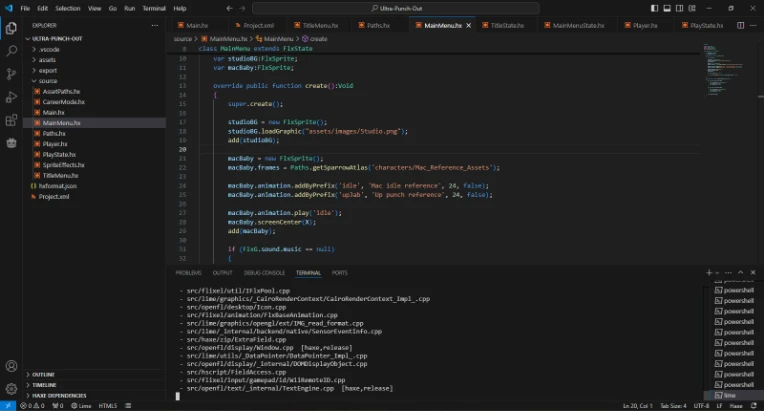 File Edit Selection View Go Run Terminal Help
Ultra-Punch-Out
EXPLORER
ULTRA-PUNCH-OUT
.vscode
assets
export
source
AssetPaths.hx
CareerMode.hx
Main.hx
MainMenu.hx
Paths.hx
Player.hx
PlayState.hx
SpriteEffects.hx
TitleMenu.hx
hxformat.json
Project.xml
OUTLINE
TIMELINE
HAXE DEPENDENCIES
Main.hx Project.xml TitleMenu.hx Paths.hx MainMenu.hx TitleState.hx MainMenuState.hx Player.hx PlayState.hx
source > MainMenu.hx > MainMenu > create
8 class MainMenu extends FlxState
10 var studioBG:FlxSprite;
11 var macBaby:FlxSprite;
12
13 override public function create():Void
14 {
15 super.create();
16
17 studioBG = new FlxSprite();
18 studioBG.loadGraphic("assets/images/Studio.png");
19 add(studioBG);
20
21 macBaby = new FlxSprite();
22 macBaby.frames = Paths.getSparrowAtlas('characters/Mac_Reference_Assets');
23
24 macBaby.animation.addByPrefix('idle', 'Mac idle reference', 24, false);
25 macBaby.animation.addByPrefix('upJab', 'Up punch reference', 24, false);
26
27 macBaby.animation.play('idle');
28 macBaby.screenCenter(X);
29 add(macBaby);
30
31 if (FlxG.sound.music == null)
32 {
PROBLEMS OUTPUT DEBUG CONSOLE TERMINAL PORTS
- src/flixel/util/IFlxPool.cpp
- src/lime/graphics/_CairoRenderContext/CairoRenderContext_Impl_.cpp
- src/openfl/desktop/Icon.cpp
- src/flixel/animation/FlxBaseAnimation.cpp
- src/lime/graphics/opengl/ext/IMG_read_format.cpp
- src/lime/_internal/backend/native/SensorEventInfo.cpp
- src/haxe/zip/ExtraField.cpp
- src/openfl/display/Window.cpp [haxe,release]
- src/lime/utils/_DataPointer/DataPointer_Impl_.cpp
- src/openfl/display/_internal/DOMDisplayObject.cpp
- src/hscript/FieldAccess.cpp
- src/flixel/input/gamepad/id/WiiRemoteID.cpp
- src/openfl/text/_internal/TextEngine.cpp [haxe,release]
powershell
powershell
powershell
powershell
powershell
powershell
powershell
powershell
powershell
powershell
powershell
lime
0 0 0 Lime HTML5
Ln 20, Col 1 Tab Size: 4 UTF-8 LF Haxe